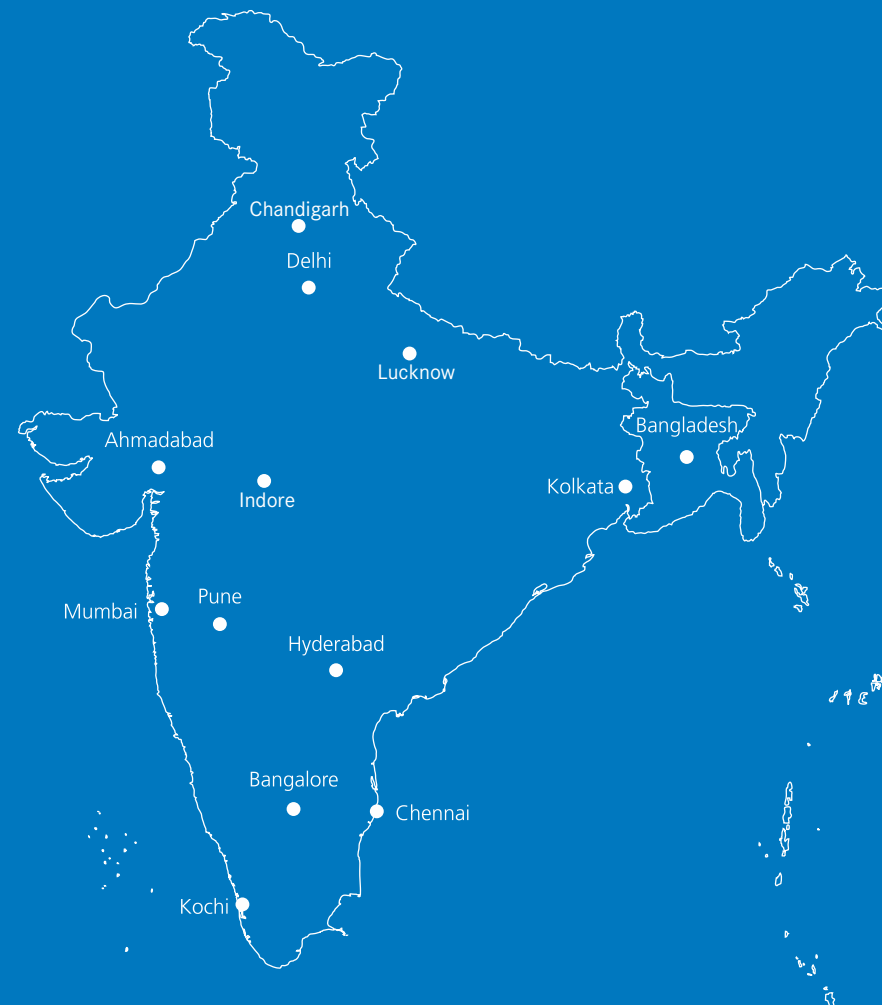 Chandigarh
Delhi
Lucknow
Bangladesh
Ahmadabad
Kolkata
Indore
Pune
Mumbai
Hyderabad
Bangalore
Chennai
Kochi